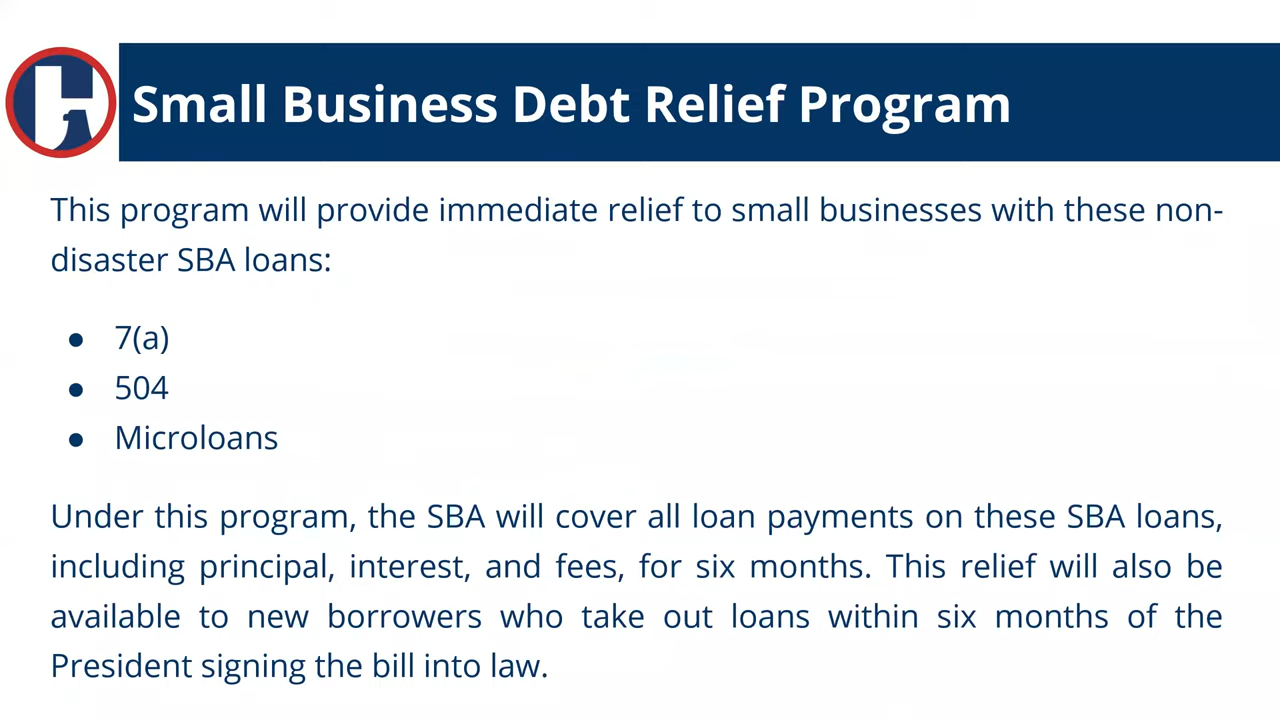 Small Business Debt Relief Program
This program will provide immediate relief to small businesses with these non-
disaster SBA loans:
● 7(a)
● 504
● Microloans
Under this program, the SBA will cover all loan payments on these SBA loans,
including principal, interest, and fees, for six months. This relief will also be
available to new borrowers who take out loans within six months of the
President signing the bill into law.